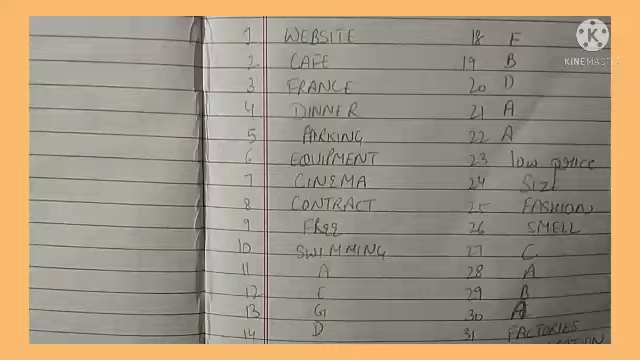 1 WEBSITE 18 F
2 CAFE 19 B
3 FRANCE 20 D
4 DINNER 21 A
5 PARKING 22 A
6 EQUIPMENT 23 low price
7 CINEMA 24 Size
8 CONTRACT 25 FASHION
9 FREE 26 SMELL
10 SWIMMING 27 C
11 A 28 A
12 29 B
13 G 30 A
14 D 31 FACTORIES
KINEMASTER